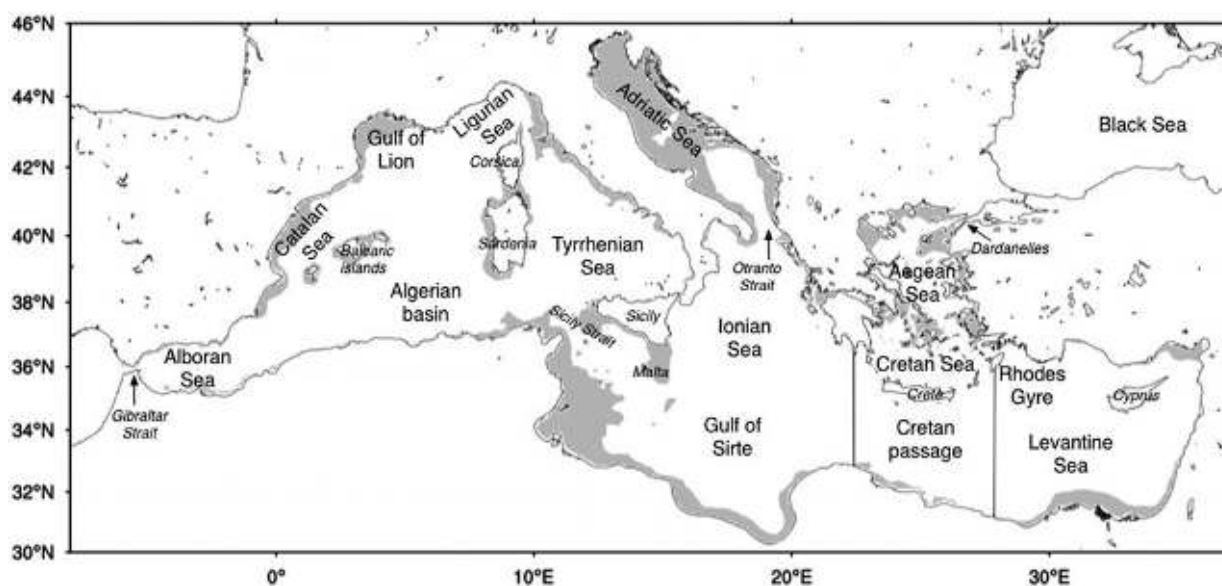 46°N
44°N
42°N
40°N
38°N
36°N
34°N
32°N
30°N
0°
10°E
20°E
30°E
Gulf of
Lion
Ligurian
Sea
Corsica
Adriatic Sea
Black Sea
Catalan
Sea
Balearic
islands
Sardenia
Tyrrhenian
Sea
Otranto
Strait
Dardanelles
Aegean
Sea
Algerian
basin
Sicily Strait
Sicily
Ionian
Sea
Alboran
Sea
Malta
Cretan Sea
Rhodes
Gyre
Crete
Cyprus
Gibraltar
Strait
Gulf of
Sirte
Cretan
passage
Levantine
Sea